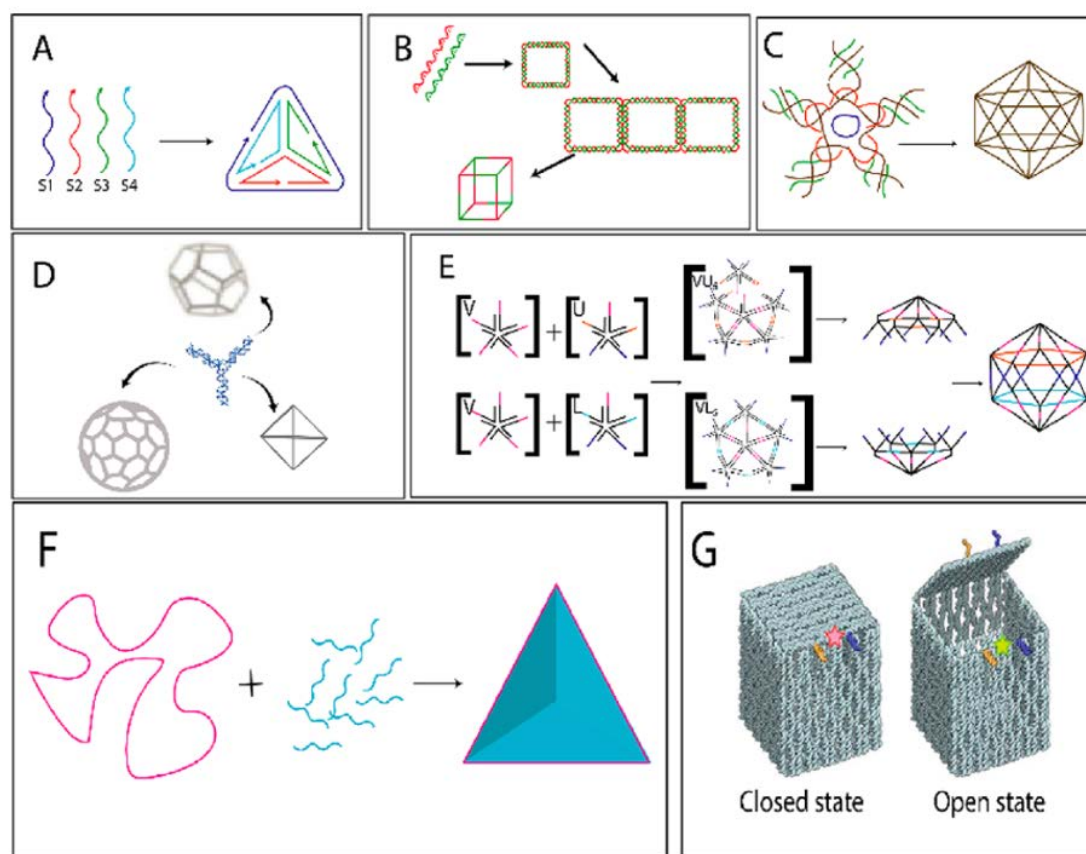 A
S1 S2 S3 S4
B
C
D
E
V
U
VU5
V
L
VL5
F
G
Closed state
Open state